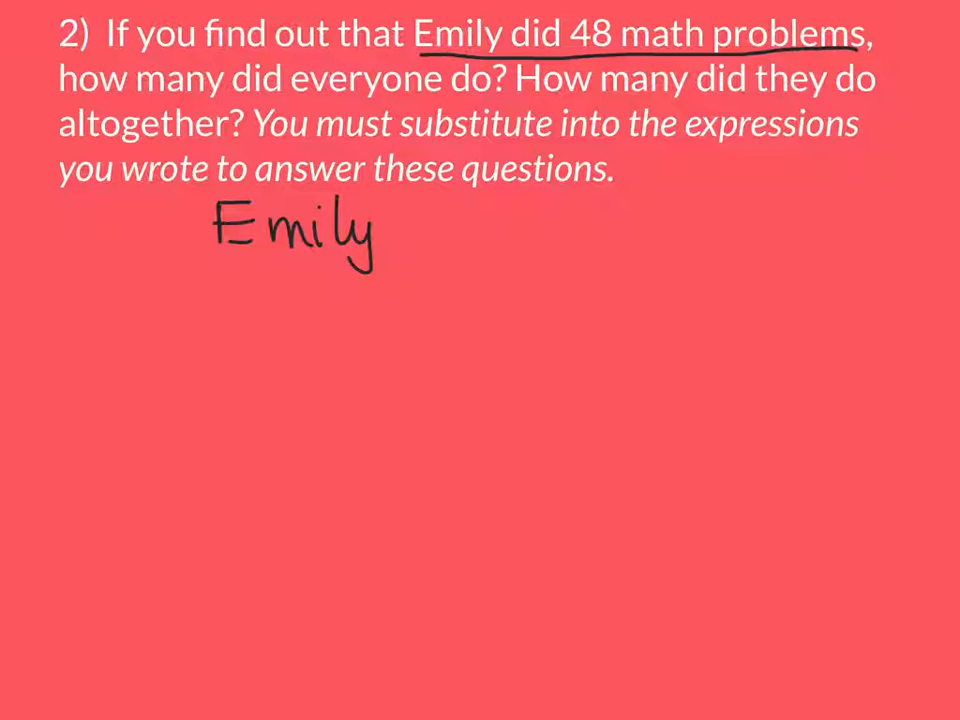 2) If you find out that Emily did 48 math problems,
how many did everyone do? How many did they do
altogether? You must substitute into the expressions
you wrote to answer these questions.
Emily